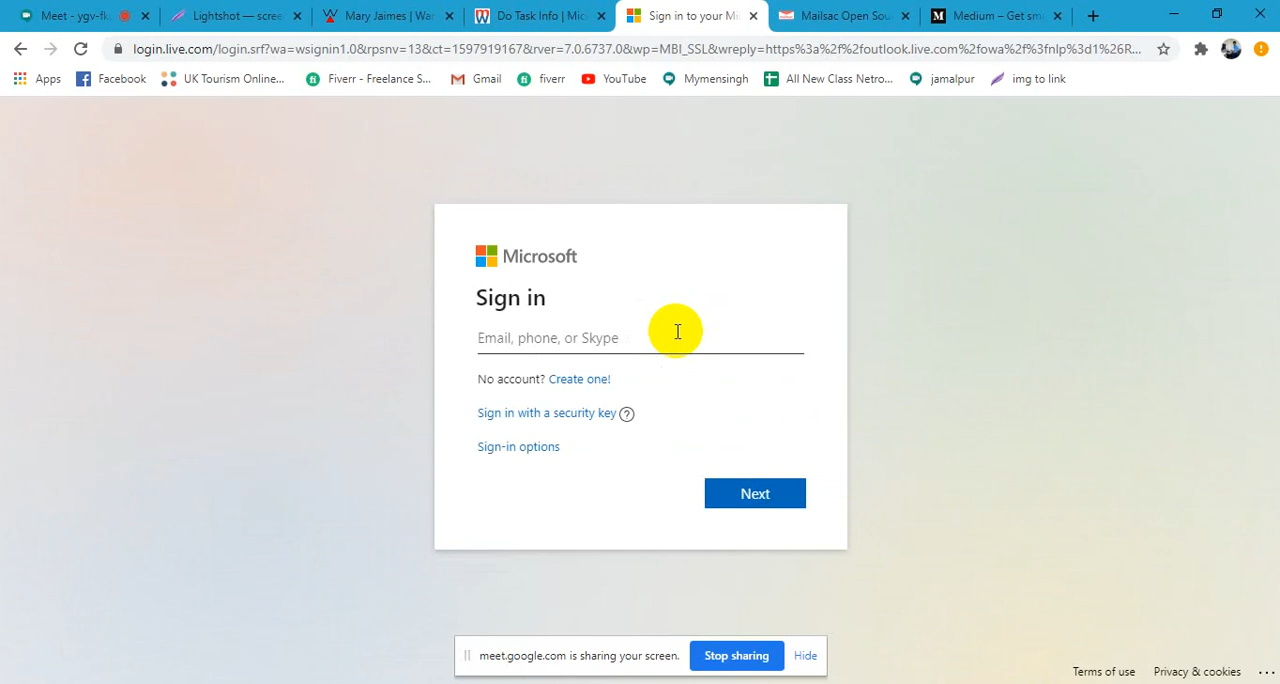 Meet - ygv-fk
Lightshot — scree
Mary Jaimes | Wa
Do Task Info | Mic
Sign in to your Mi
Mailsac Open Sou
Medium – Get sm
login.live.com/login.srf?wa=wsignin1.0&rpsnv=13&ct=1597919167&rver=7.0.6737.0&wp=MBI_SSL&wreply=https%3a%2f%2foutlook.live.com%2fowa%2f%3fnlp%3d1%26R...
Apps
Facebook
UK Tourism Online...
Fiverr - Freelance S...
Gmail
fiverr
YouTube
Mymensingh
All New Class Netro...
jamalpur
img to link
Microsoft
Sign in
Email, phone, or Skype
No account? Create one!
Sign in with a security key
Sign-in options
Next
meet.google.com is sharing your screen.
Stop sharing
Hide
Terms of use
Privacy & cookies
...